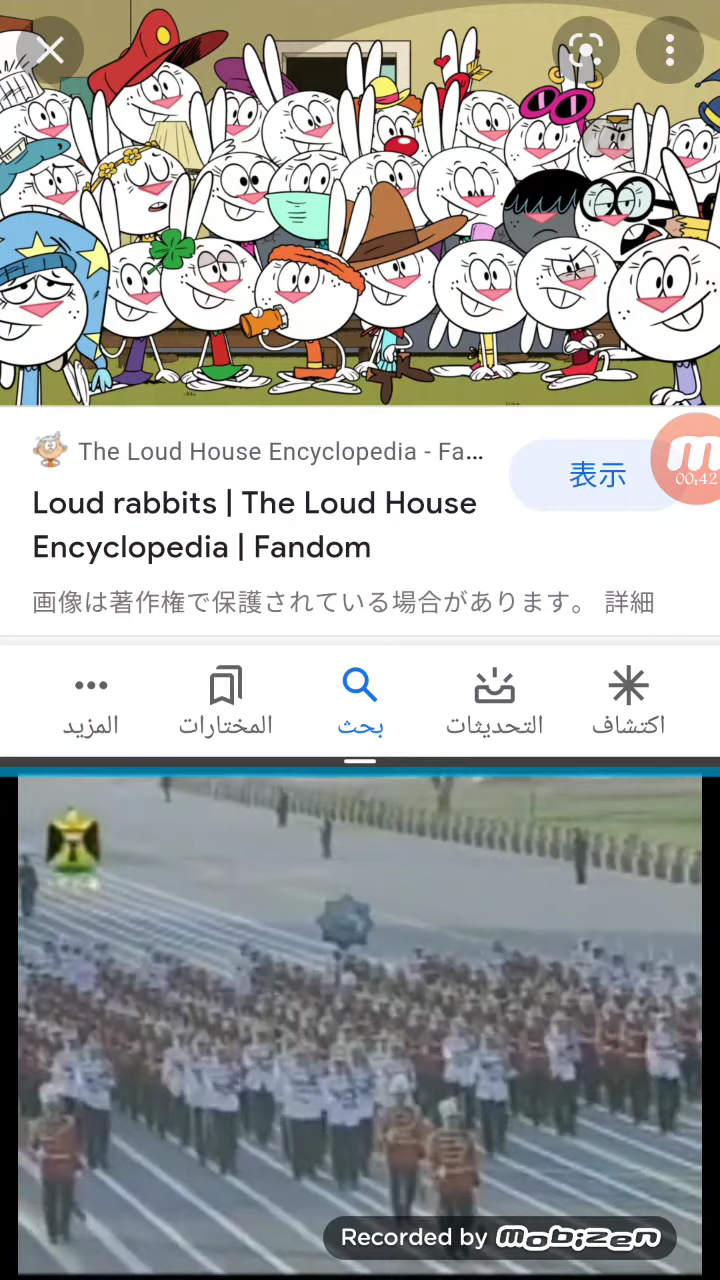 The Loud House Encyclopedia - Fa...
表示
00:42
Loud rabbits | The Loud House
Encyclopedia | Fandom
画像は著作権で保護されている場合があります。 詳細
المزيد
المختارات
بحث
التحديثات
اكتشاف
Recorded by mobizen